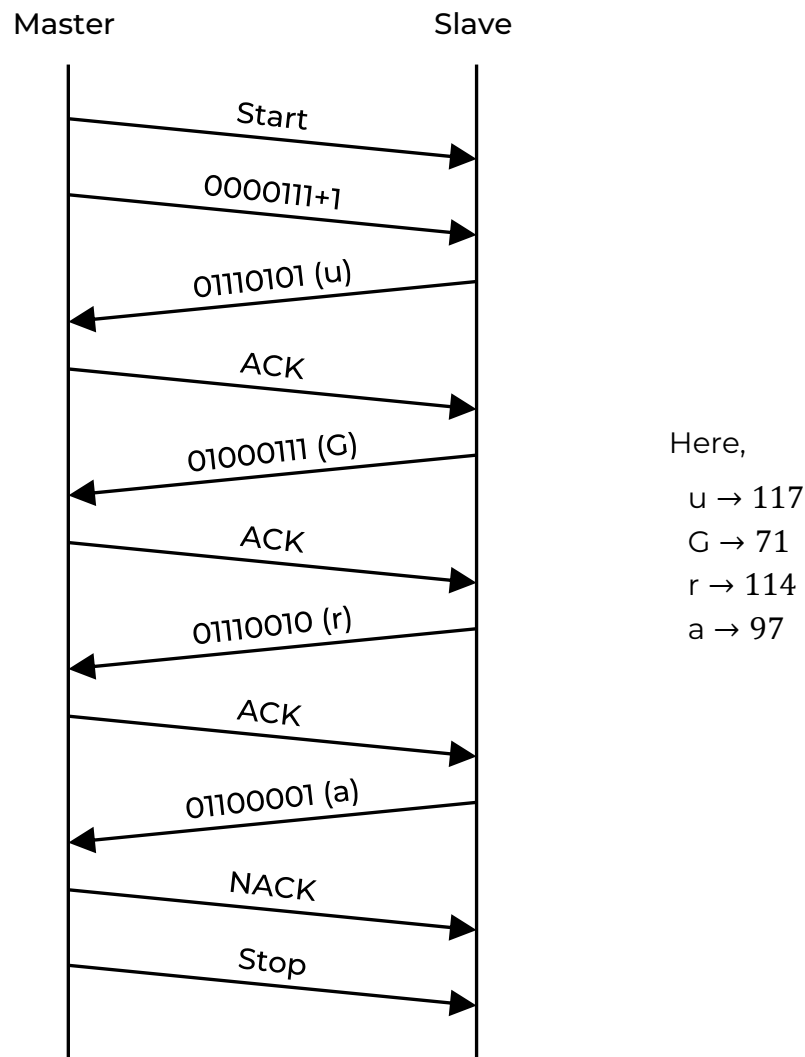 Master
Slave
Start
0000111+1
01110101 (u)
ACK
01000111 (G)
ACK
01110010 (r)
ACK
01100001 (a)
NACK
Stop
Here,
u → 117
G → 71
r → 114
a → 97